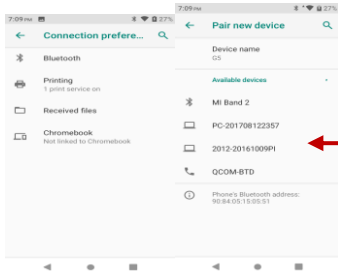 7:09 PM
27%
Connection prefere...
Bluetooth
Printing
1 print service on
Received files
Chromebook
Not linked to Chromebook
7:09 PM
27%
Pair new device
Device name
G5
Available devices
MI Band 2
PC-201708122357
2012-20161009PI
QCOM-BTD
Phone's Bluetooth address:
90:84:05:15:05:51